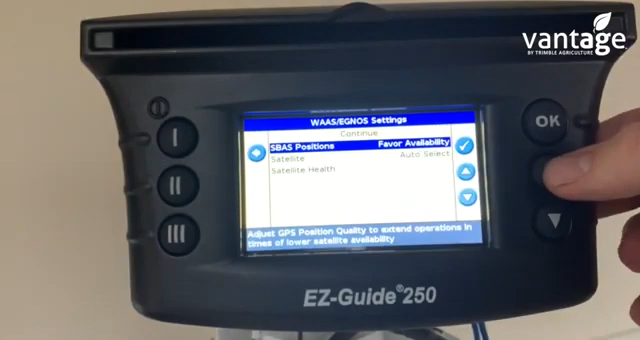 vantage
BY TRIMBLE AGRICULTURE
WAAS/EGNOS Settings
Continue
SBAS Positions Favor Availability
Satellite Auto Select
Satellite Health
Adjust GPS Position Quality to extend operations in
times of lower satellite availability
I
II
III
OK
EZ-Guide®250